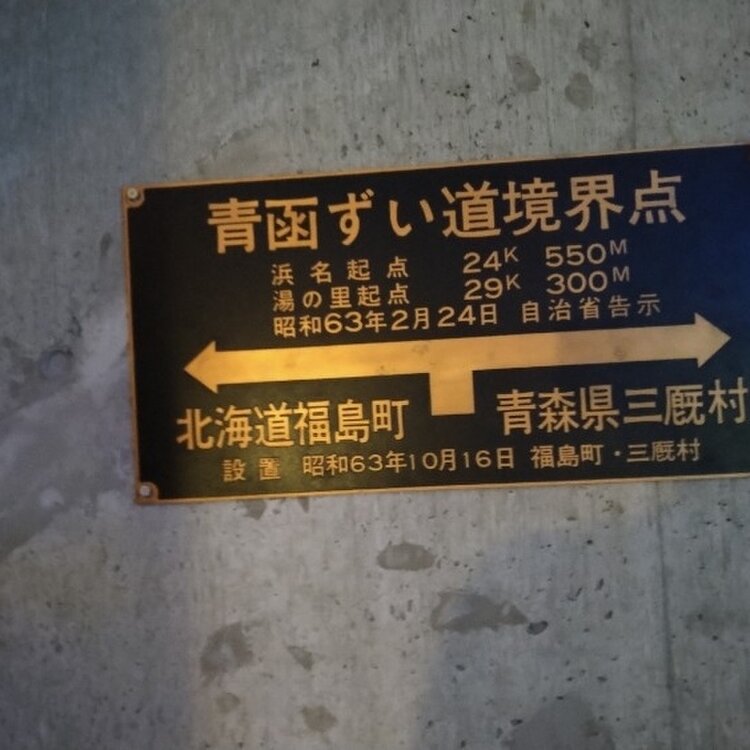 青函ずい道境界点
浜名起点 24K 550M
湯の里起点 29K 300M
昭和63年2月24日 自治省告示
北海道福島町 青森県三厩村
設置 昭和63年10月16日 福島町・三厩村